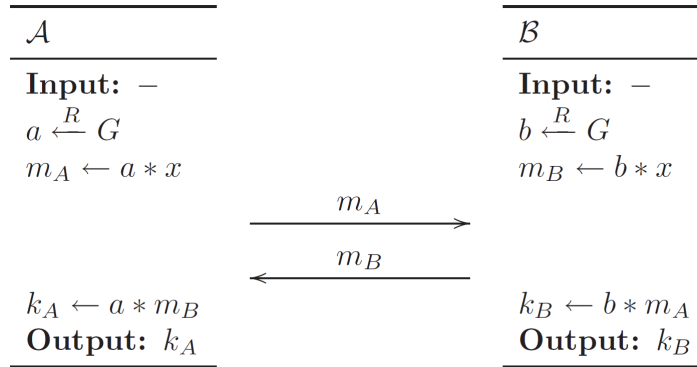 𝒜 ℬ
Input: – Input: –
a ←ᴿ G b ←ᴿ G
m_A ← a * x m_B ← b * x
m_A
m_B
k_A ← a * m_B k_B ← b * m_A
Output: k_A Output: k_B